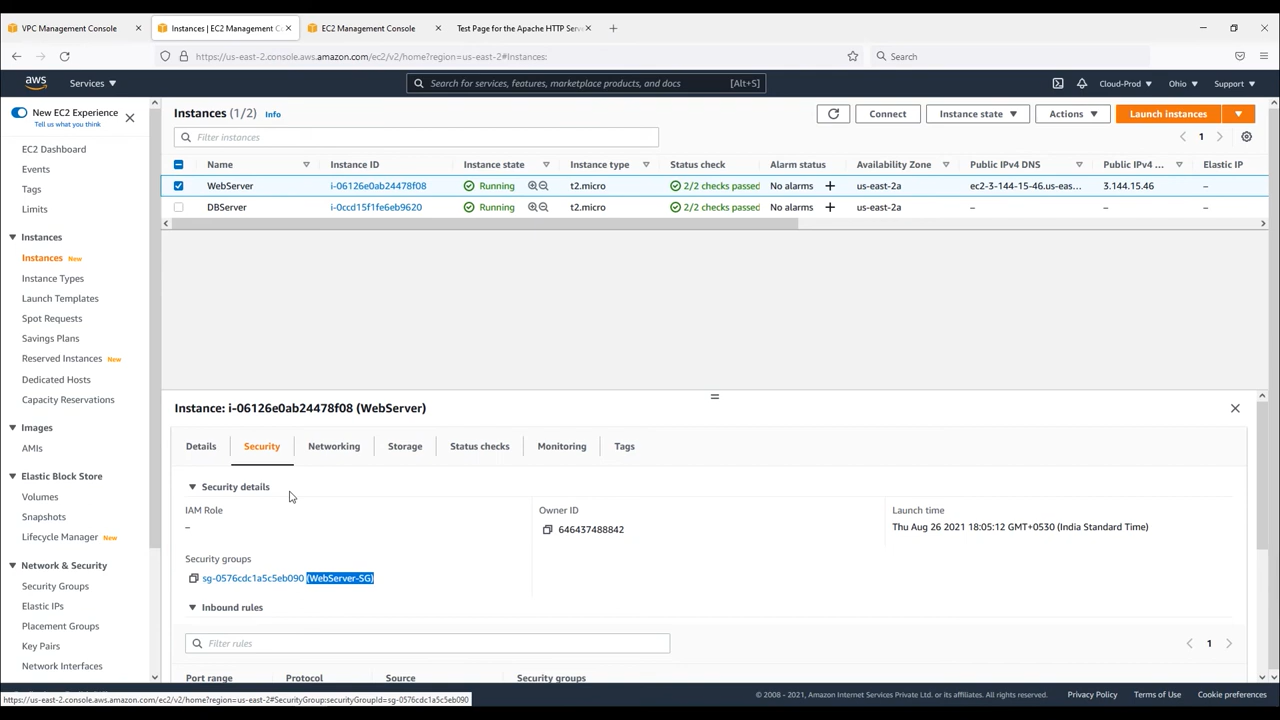 VPC Management Console
Instances | EC2 Management C
EC2 Management Console
Test Page for the Apache HTTP Serv
https://us-east-2.console.aws.amazon.com/ec2/v2/home?region=us-east-2#Instances:
Search
aws
Services
Search for services, features, marketplace products, and docs
[Alt+S]
Cloud-Prod
Ohio
Support
New EC2 Experience
Tell us what you think
EC2 Dashboard
Events
Tags
Limits
Instances
Instances New
Instance Types
Launch Templates
Spot Requests
Savings Plans
Reserved Instances New
Dedicated Hosts
Capacity Reservations
Images
AMIs
Elastic Block Store
Volumes
Snapshots
Lifecycle Manager New
Network & Security
Security Groups
Elastic IPs
Placement Groups
Key Pairs
Network Interfaces
Instances (1/2) Info
Connect
Instance state
Actions
Launch instances
Filter instances
1
Name Instance ID Instance state Instance type Status check Alarm status Availability Zone Public IPv4 DNS Public IPv4 ... Elastic IP
WebServer i-06126e0ab24478f08 Running t2.micro 2/2 checks passed No alarms + us-east-2a ec2-3-144-15-46.us-eas... 3.144.15.46 –
DBServer i-0ccd15f1fe6eb9620 Running t2.micro 2/2 checks passed No alarms + us-east-2a – – –
Instance: i-06126e0ab24478f08 (WebServer)
Details Security Networking Storage Status checks Monitoring Tags
Security details
IAM Role
–
Owner ID
646437488842
Launch time
Thu Aug 26 2021 18:05:12 GMT+0530 (India Standard Time)
Security groups
sg-0576cdc1a5c5eb090 (WebServer-SG)
Inbound rules
Filter rules
1
Port range Protocol Source Security groups
https://us-east-2.console.aws.amazon.com/ec2/v2/home?region=us-east-2#SecurityGroup:securityGroupId=sg-0576cdc1a5c5eb090
© 2008 - 2021, Amazon Internet Services Private Ltd. or its affiliates. All rights reserved.
Privacy Policy
Terms of Use
Cookie preferences